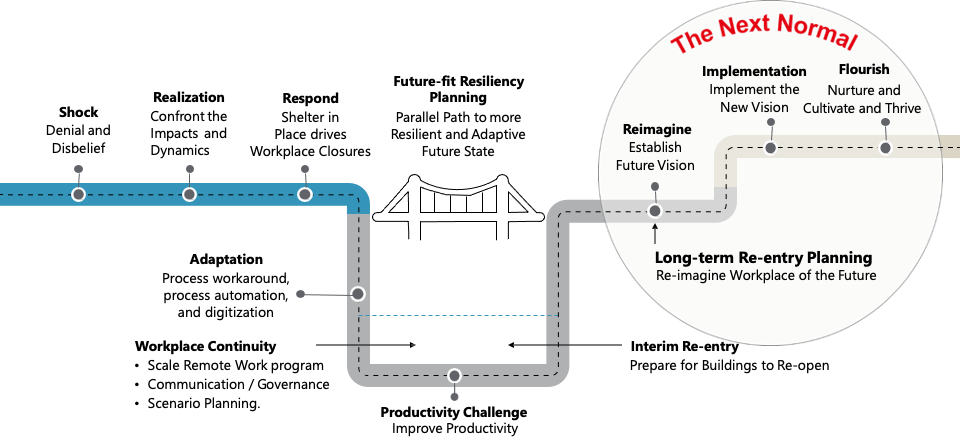 The Next Normal
Shock
Denial and
Disbelief
Realization
Confront the
Impacts and
Dynamics
Respond
Shelter in
Place drives
Workplace Closures
Future-fit Resiliency
Planning
Parallel Path to more
Resilient and Adaptive
Future State
Reimagine
Establish
Future Vision
Implementation
Implement the
New Vision
Flourish
Nurture and
Cultivate and Thrive
Adaptation
Process workaround,
process automation,
and digitization
Long-term Re-entry Planning
Re-imagine Workplace of the Future
Workplace Continuity
• Scale Remote Work program
• Communication / Governance
• Scenario Planning.
Interim Re-entry
Prepare for Buildings to Re-open
Productivity Challenge
Improve Productivity